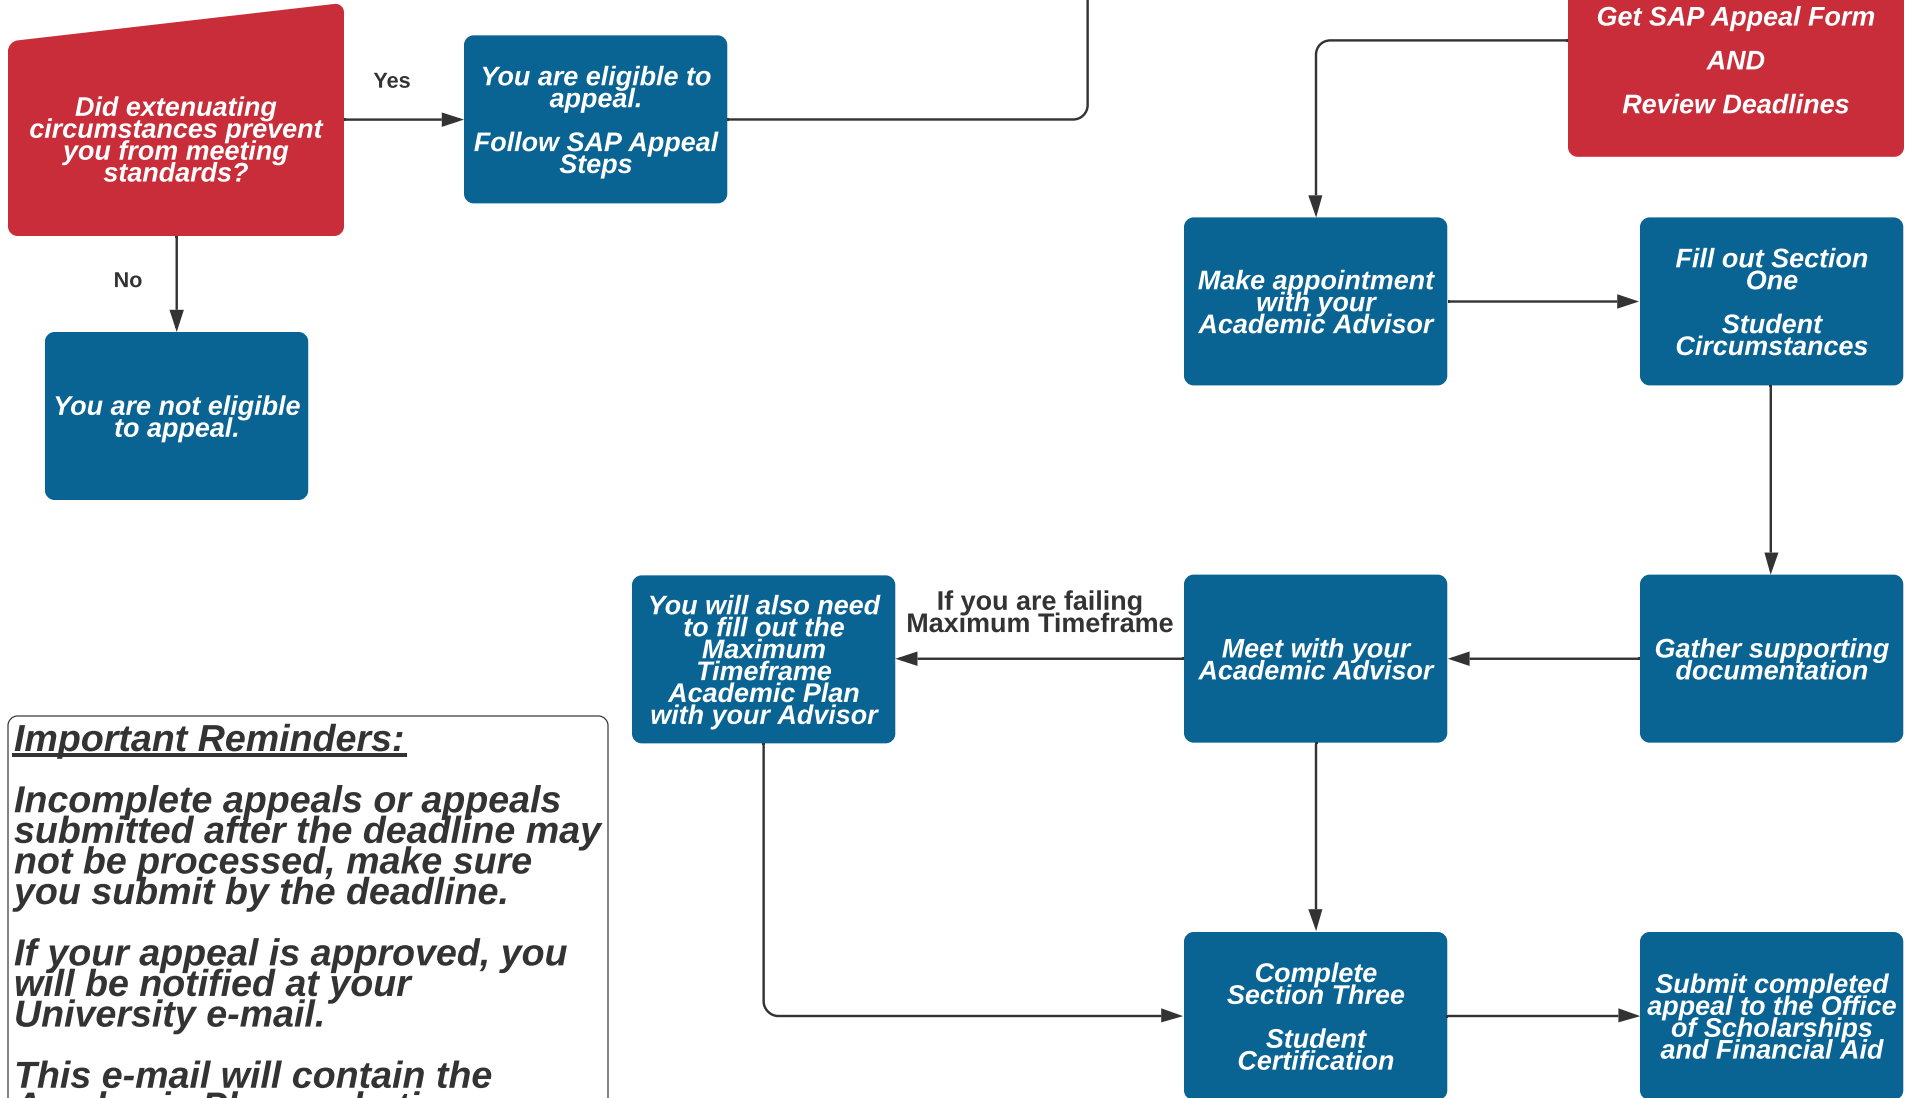 Get SAP Appeal Form
AND
Review Deadlines
Did extenuating
circumstances prevent
you from meeting
standards?
Yes
You are eligible to
appeal.
Follow SAP Appeal
Steps
No
You are not eligible
to appeal.
Make appointment
with your
Academic Advisor
Fill out Section
One
Student
Circumstances
Gather supporting
documentation
Meet with your
Academic Advisor
If you are failing
Maximum Timeframe
You will also need
to fill out the
Maximum
Timeframe
Academic Plan
with your Advisor
Complete
Section Three
Student
Certification
Submit completed
appeal to the Office
of Scholarships
and Financial Aid
Important Reminders:
Incomplete appeals or appeals
submitted after the deadline may
not be processed, make sure
you submit by the deadline.
If your appeal is approved, you
will be notified at your
University e-mail.
This e-mail will contain the